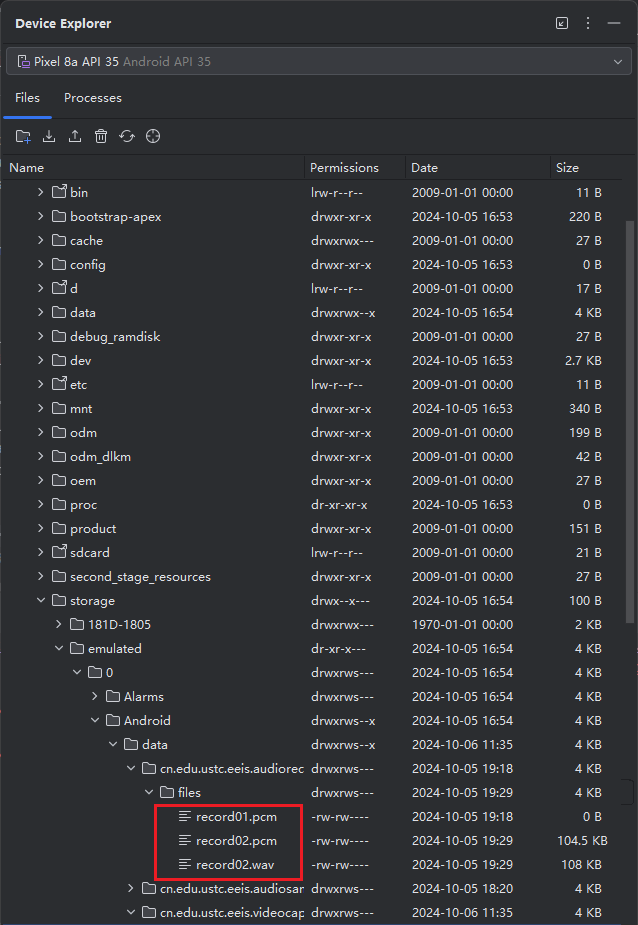 Device Explorer
Pixel 8a API 35 Android API 35
Files Processes
Name Permissions Date Size
bin lrw-r--r-- 2009-01-01 00:00 11 B
bootstrap-apex drwxr-xr-x 2024-10-05 16:53 220 B
cache drwxrwx--- 2009-01-01 00:00 27 B
config drwxr-xr-x 2024-10-05 16:53 0 B
d lrw-r--r-- 2009-01-01 00:00 17 B
data drwxrwx--x 2024-10-05 16:54 4 KB
debug_ramdisk drwxr-xr-x 2009-01-01 00:00 27 B
dev drwxr-xr-x 2024-10-05 16:53 2.7 KB
etc lrw-r--r-- 2009-01-01 00:00 11 B
mnt drwxr-xr-x 2024-10-05 16:53 340 B
odm drwxr-xr-x 2009-01-01 00:00 199 B
odm_dlkm drwxr-xr-x 2009-01-01 00:00 42 B
oem drwxr-xr-x 2009-01-01 00:00 27 B
proc dr-xr-xr-x 2024-10-05 16:53 0 B
product drwxr-xr-x 2009-01-01 00:00 151 B
sdcard lrw-r--r-- 2009-01-01 00:00 21 B
second_stage_resources drwxr-xr-x 2009-01-01 00:00 27 B
storage drwx--x--- 2024-10-05 16:54 100 B
181D-1805 drwxrwx--- 1970-01-01 00:00 2 KB
emulated dr-xr-x--- 2024-10-05 16:54 4 KB
0 drwxrws--- 2024-10-05 16:54 4 KB
Alarms drwxrws--- 2024-10-05 16:54 4 KB
Android drwxrws--x 2024-10-05 16:54 4 KB
data drwxrws--x 2024-10-06 11:35 4 KB
cn.edu.ustc.eeis.audiorec drwxrws--- 2024-10-05 19:18 4 KB
files drwxrws--- 2024-10-05 19:29 4 KB
record01.pcm -rw-rw---- 2024-10-05 19:18 0 B
record02.pcm -rw-rw---- 2024-10-05 19:29 104.5 KB
record02.wav -rw-rw---- 2024-10-05 19:29 108 KB
cn.edu.ustc.eeis.audiosar drwxrws--- 2024-10-05 18:20 4 KB
cn.edu.ustc.eeis.videocap drwxrws--- 2024-10-06 11:35 4 KB